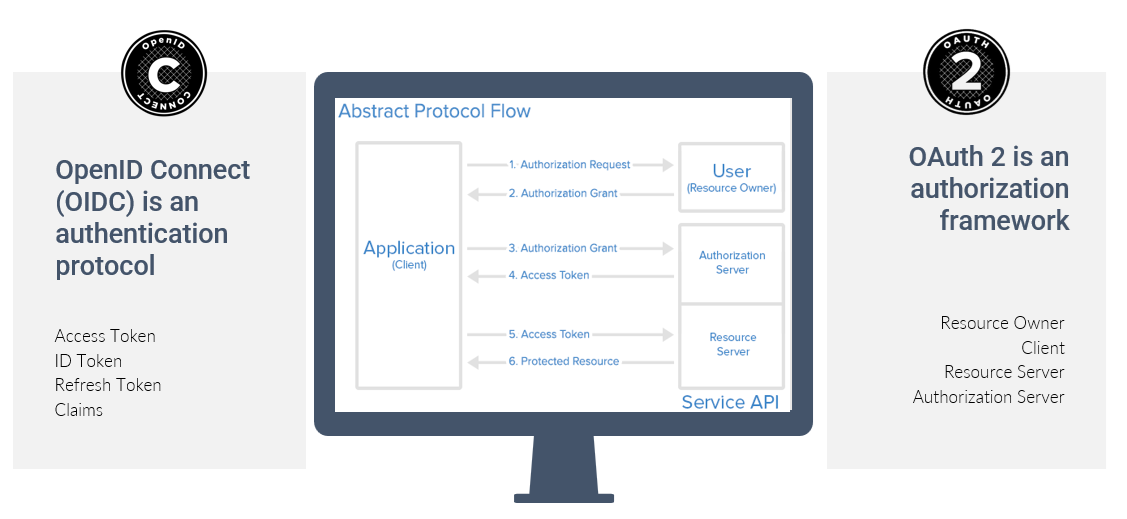 OpenID
C
CONNECT
OpenID Connect
(OIDC) is an
authentication
protocol
Access Token
ID Token
Refresh Token
Claims
Abstract Protocol Flow
Application
(Client)
1. Authorization Request
2. Authorization Grant
User
(Resource Owner)
3. Authorization Grant
4. Access Token
Authorization
Server
5. Access Token
6. Protected Resource
Resource
Server
Service API
OAUTH
2
OAUTH
OAuth 2 is an
authorization
framework
Resource Owner
Client
Resource Server
Authorization Server